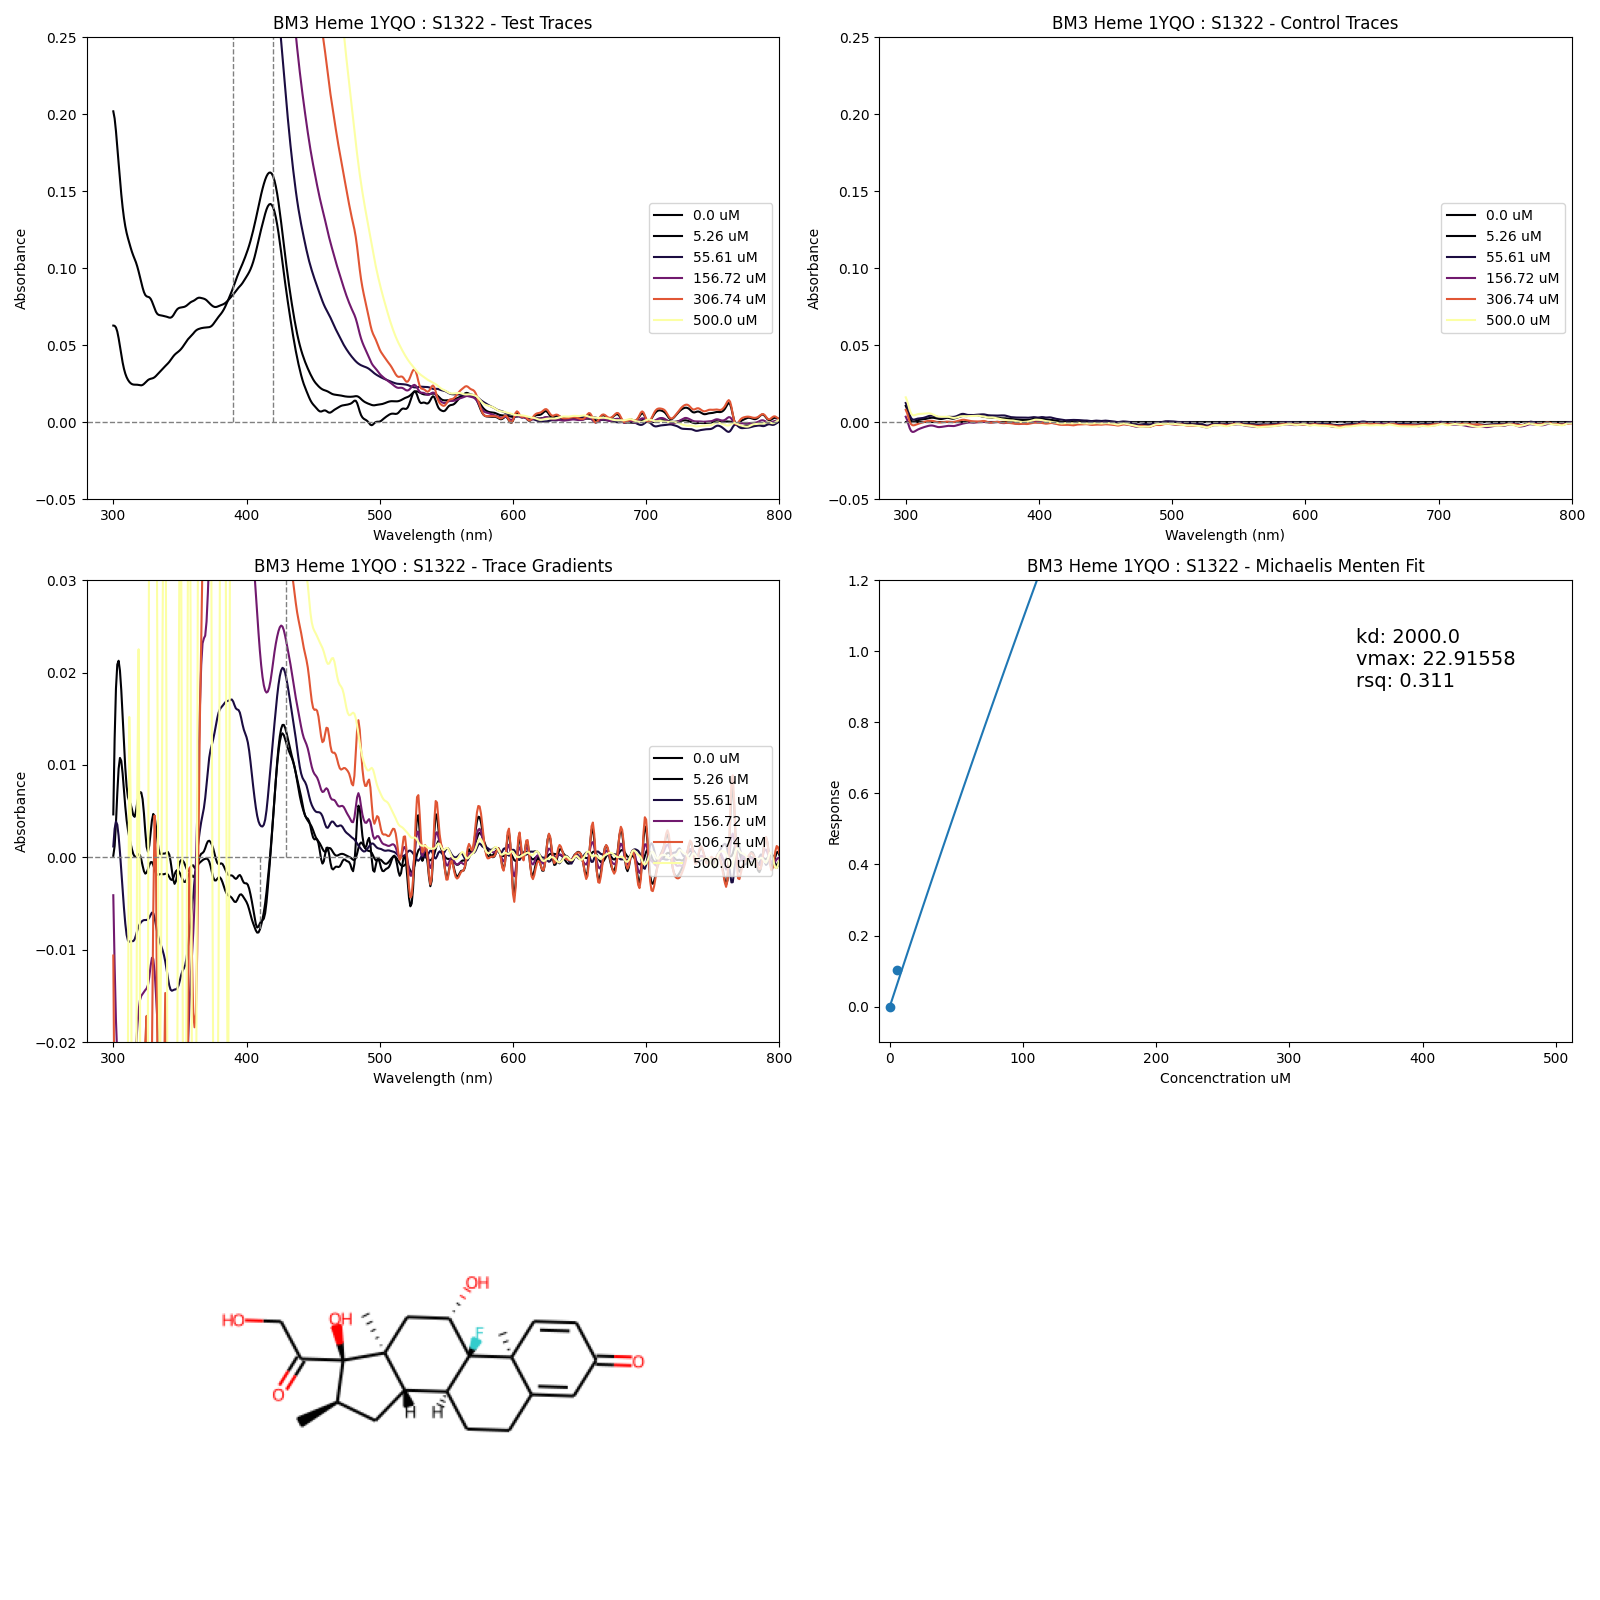 BM3 Heme 1YQO : S1322 - Test Traces
Absorbance
0.25
0.20
0.15
0.10
0.05
0.00
−0.05
300
400
500
600
700
800
Wavelength (nm)
0.0 uM
5.26 uM
55.61 uM
156.72 uM
306.74 uM
500.0 uM
BM3 Heme 1YQO : S1322 - Control Traces
Absorbance
0.25
0.20
0.15
0.10
0.05
0.00
−0.05
300
400
500
600
700
800
Wavelength (nm)
0.0 uM
5.26 uM
55.61 uM
156.72 uM
306.74 uM
500.0 uM
BM3 Heme 1YQO : S1322 - Trace Gradients
Absorbance
0.03
0.02
0.01
0.00
−0.01
−0.02
300
400
500
600
700
800
Wavelength (nm)
0.0 uM
5.26 uM
55.61 uM
156.72 uM
306.74 uM
500.0 uM
BM3 Heme 1YQO : S1322 - Michaelis Menten Fit
Response
1.2
1.0
0.8
0.6
0.4
0.2
0.0
0
100
200
300
400
500
Concenctration uM
kd: 2000.0
vmax: 22.91558
rsq: 0.311
OH
HO
OH
F
O
O
H
H